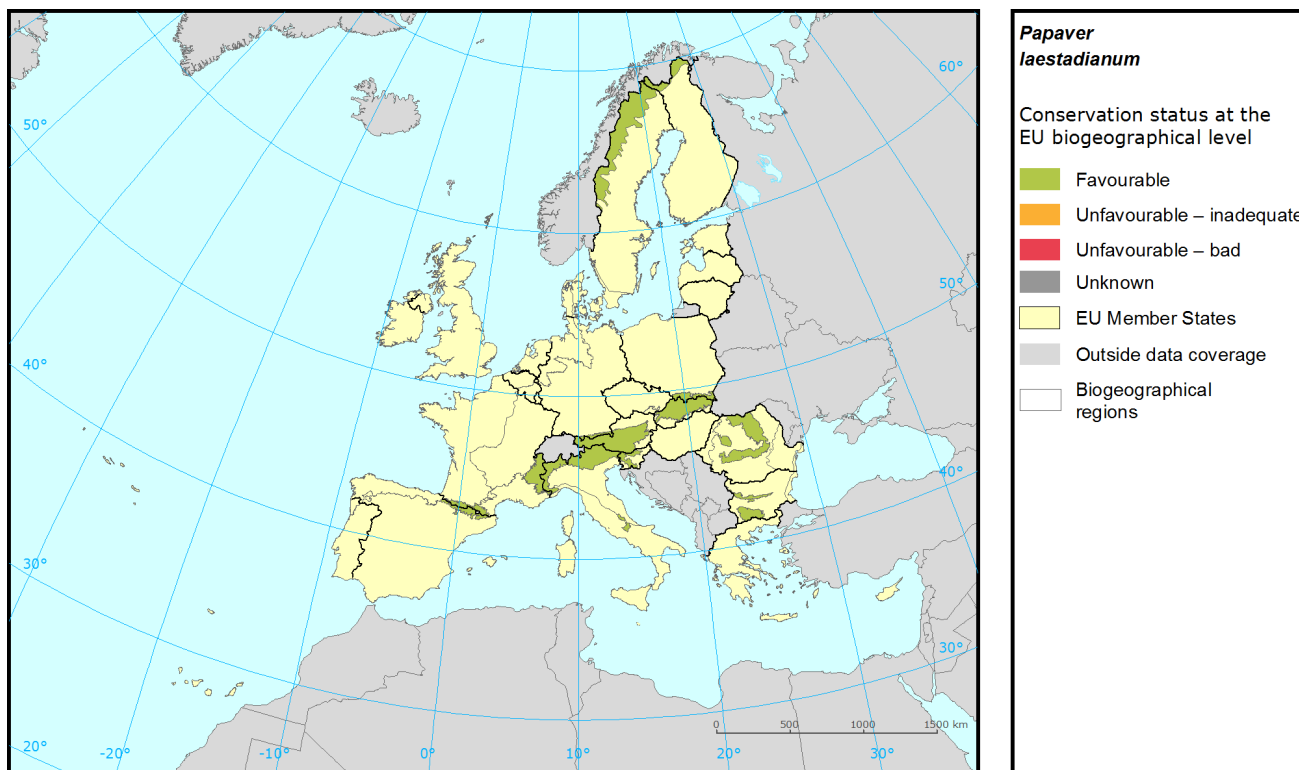 60°
50°
50°
40°
40°
30°
30°
0 500 1000 1500 km
20° -20° -10° 0° 10° 20° 30°
Papaver
laestadianum
Conservation status at the
EU biogeographical level
Favourable
Unfavourable – inadequate
Unfavourable – bad
Unknown
EU Member States
Outside data coverage
Biogeographical
regions